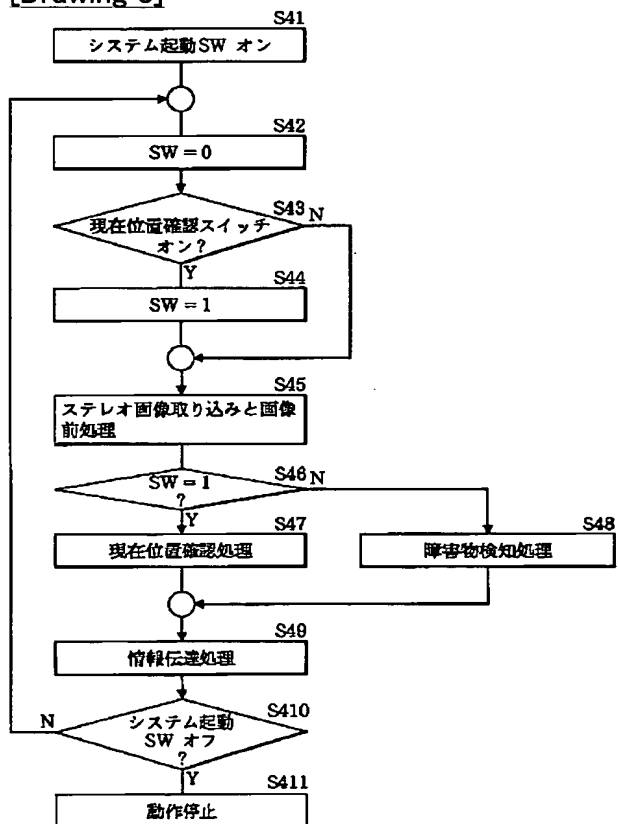 S41
システム起動SW オン
S42
SW=0
S43
N
現在位置確認スイッチ
オン?
Y
S44
SW=1
S45
ステレオ画像取り込みと画像
前処理
S46
N
SW=1
?
Y
S47
現在位置確認処理
S48
障害物検知処理
S49
情報伝達処理
S410
N
システム起動
SW オフ
?
Y
S411
動作停止